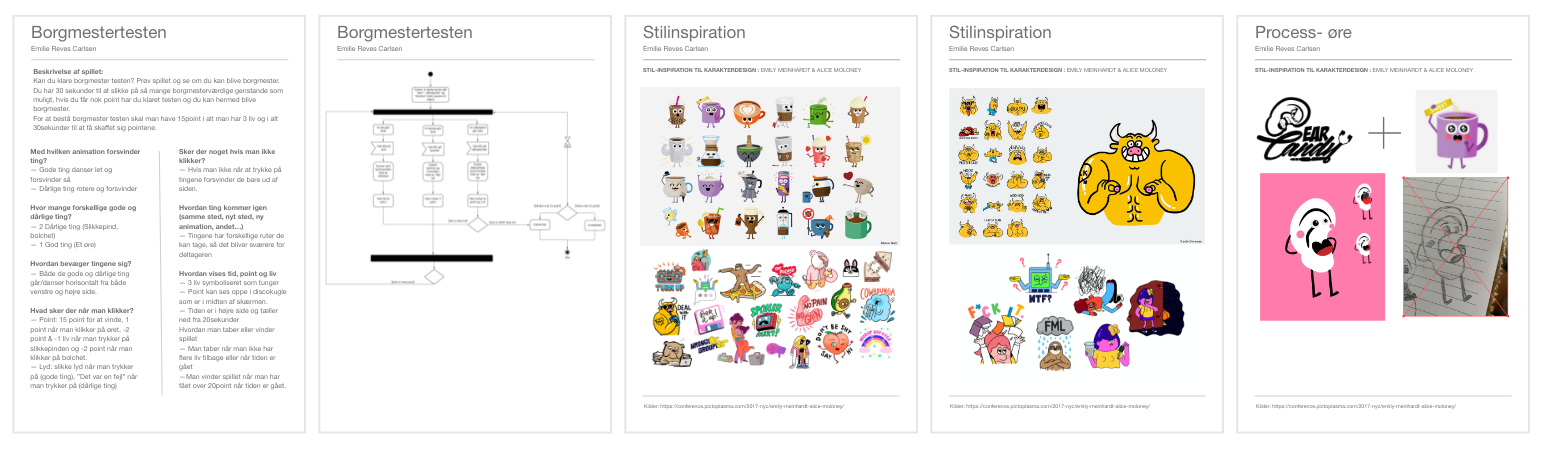 Borgmestertesten
Emilie Reves Carlsen
Beskrivelse af spillet:
Kan du klare borgmester testen? Prøv spillet og se om du kan blive borgmester.
Du har 30 sekunder til at slikke på så mange borgmesterværdige genstande som
muligt, hvis du får nok point har du klaret testen og du kan hermed blive
borgmester.
For at bestå borgmester testen skal man have 15point i alt man har 3 liv og i alt
30sekunder til at få skaffet sig pointene.
Med hvilken animation forsvinder
ting?
— Gode ting danser let og
forsvinder så
— Dårlige ting rotere og forsvinder
Hvor mange forskellige gode og
dårlige ting?
— 2 Dårlige ting (Slikkepind,
bolchet)
— 1 God ting (Et øre)
Hvordan bevæger tingene sig?
— Både de gode og dårlige ting
går/danser horisontalt fra både
venstre og højre side.
Hvad sker der når man klikker?
— Point: 15 point for at vinde, 1
point når man klikker på øret, -2
point & -1 liv når man trykker på
slikkepinden og -2 point når man
klikker på bolchet.
— Lyd: slikke lyd når man trykker
på (gode ting), "Det var en fejl" når
man trykker på (dårlige ting)
Sker der noget hvis man ikke
klikker?
— Hvis man ikke når at trykke på
tingene forsvinder de bare ud af
siden.
Hvordan ting kommer igen
(samme sted, nyt sted, ny
animation, andet...)
— Tingene har forskellige ruter de
kan tage, så det bliver sværere for
deltageren
Hvordan vises tid, point og liv
— 3 liv symboliseret som tunger
— Point kan ses oppe i discokugle
som er i midten af skærmen.
— Tiden er i højre side og tæller
ned fra 20sekunder
Hvordan man taber eller vinder
spillet
— Man taber når man ikke har
flere liv tilbage eller når tiden er
gået
—Man vinder spillet når man har
fået over 20point når tiden er gået.
Borgmestertesten
Emilie Reves Carlsen
Stilinspiration
Emilie Reves Carlsen
STIL-INSPIRATION TIL KARAKTERDESIGN : EMILY MEINHARDT & ALICE MOLONEY
DEAL
WITH IT
SPOILER
ALERT!
NO PAIN
NO GAIN
COWABUNGA
DON'T BE SHY
SAY HI
WRECKING
GROUP!
Kilder: https://conference.pictoplasma.com/2017-nyc/emily-meinhardt-alice-moloney/
Stilinspiration
Emilie Reves Carlsen
STIL-INSPIRATION TIL KARAKTERDESIGN : EMILY MEINHARDT & ALICE MOLONEY
WTF?
F*CK IT.
FML
Kilder: https://conference.pictoplasma.com/2017-nyc/emily-meinhardt-alice-moloney/
Process- øre
Emilie Reves Carlsen
STIL-INSPIRATION TIL KARAKTERDESIGN : EMILY MEINHARDT & ALICE MOLONEY
EAR
Candy
Kilder: https://conference.pictoplasma.com/2017-nyc/emily-meinhardt-alice-moloney/